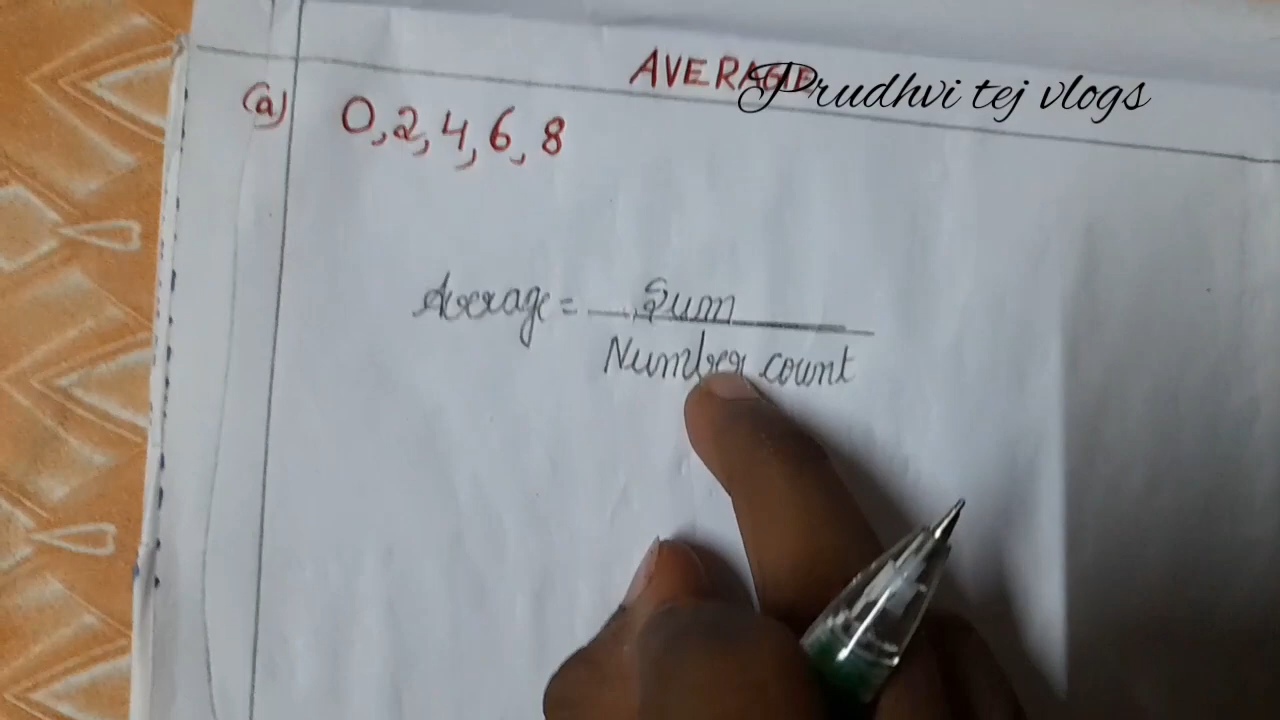 AVERAGE
Prudhvi tej vlogs
(a) 0, 2, 4, 6, 8
Average = Sum
Number count